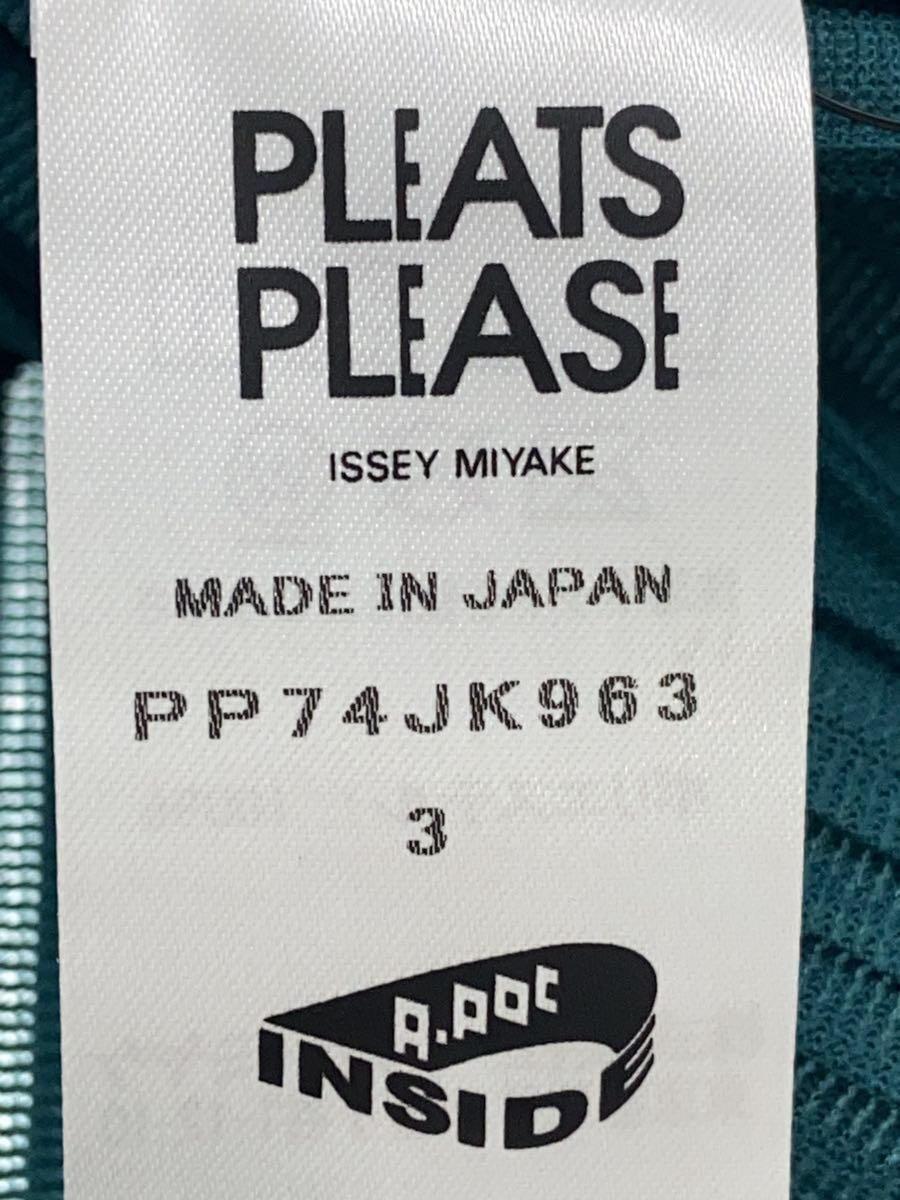 PLEATS
PLEASE
ISSEY MIYAKE
MADE IN JAPAN
PP74JK963
3
A.POC
INSIDE